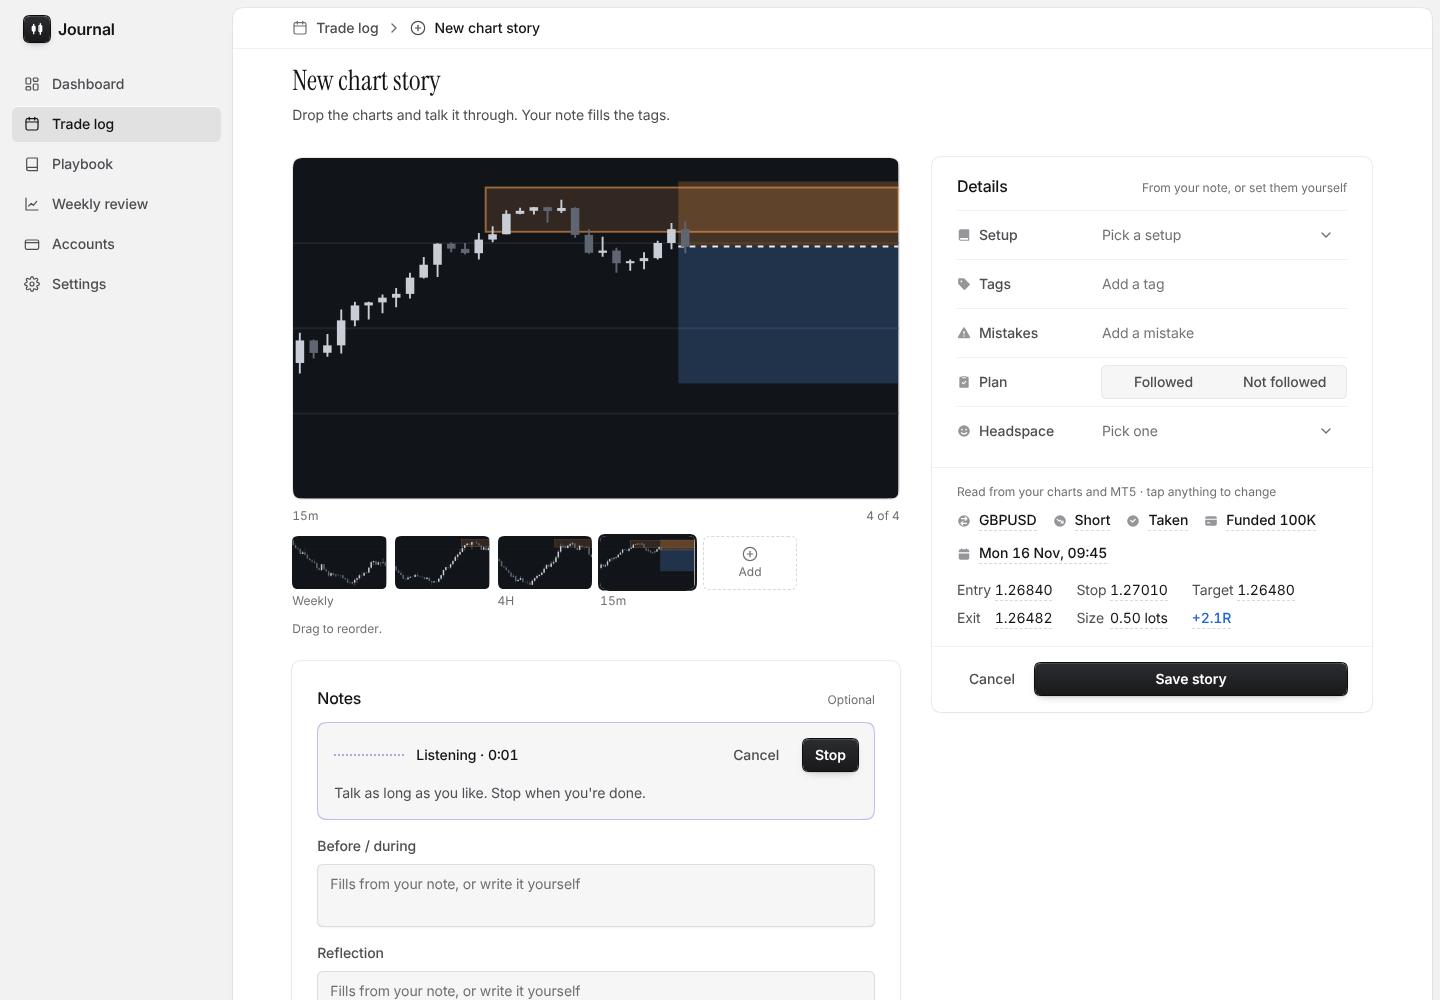 Journal
Dashboard
Trade log
Playbook
Weekly review
Accounts
Settings
Trade log
New chart story
New chart story
Drop the charts and talk it through. Your note fills the tags.
15m
4 of 4
Weekly
4H
15m
Add
Drag to reorder.
Notes
Optional
Listening · 0:01
Cancel
Stop
Talk as long as you like. Stop when you're done.
Before / during
Fills from your note, or write it yourself
Reflection
Fills from your note, or write it yourself
Details
From your note, or set them yourself
Setup
Pick a setup
Tags
Add a tag
Mistakes
Add a mistake
Plan
Followed
Not followed
Headspace
Pick one
Read from your charts and MT5 · tap anything to change
GBPUSD
Short
Taken
Funded 100K
Mon 16 Nov, 09:45
Entry 1.26840
Stop 1.27010
Target 1.26480
Exit 1.26482
Size 0.50 lots
+2.1R
Cancel
Save story